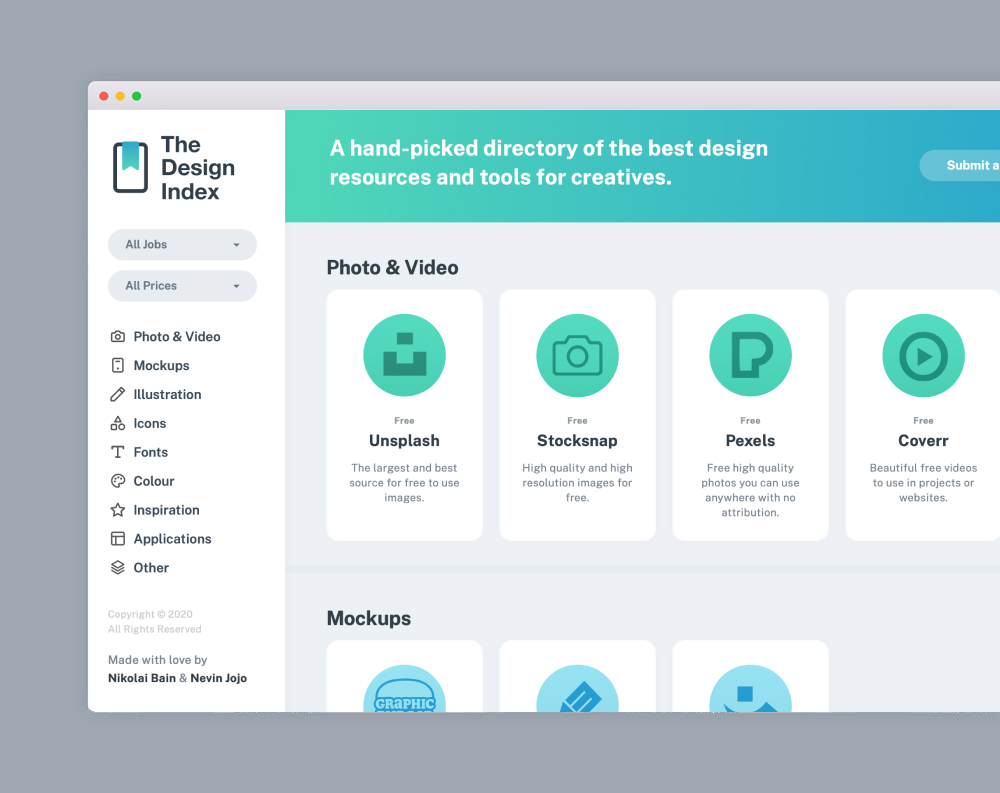 The
Design
Index
All Jobs
All Prices
Photo & Video
Mockups
Illustration
Icons
Fonts
Colour
Inspiration
Applications
Other
Copyright © 2020
All Rights Reserved
Made with love by
Nikolai Bain & Nevin Jojo
A hand-picked directory of the best design
resources and tools for creatives.
Submit a
Photo & Video
Free
Unsplash
The largest and best
source for free to use
images.
Free
Stocksnap
High quality and high
resolution images for
free.
Free
Pexels
Free high quality
photos you can use
anywhere with no
attribution.
Free
Coverr
Beautiful free videos
to use in projects or
websites.
Mockups
GRAPHIC